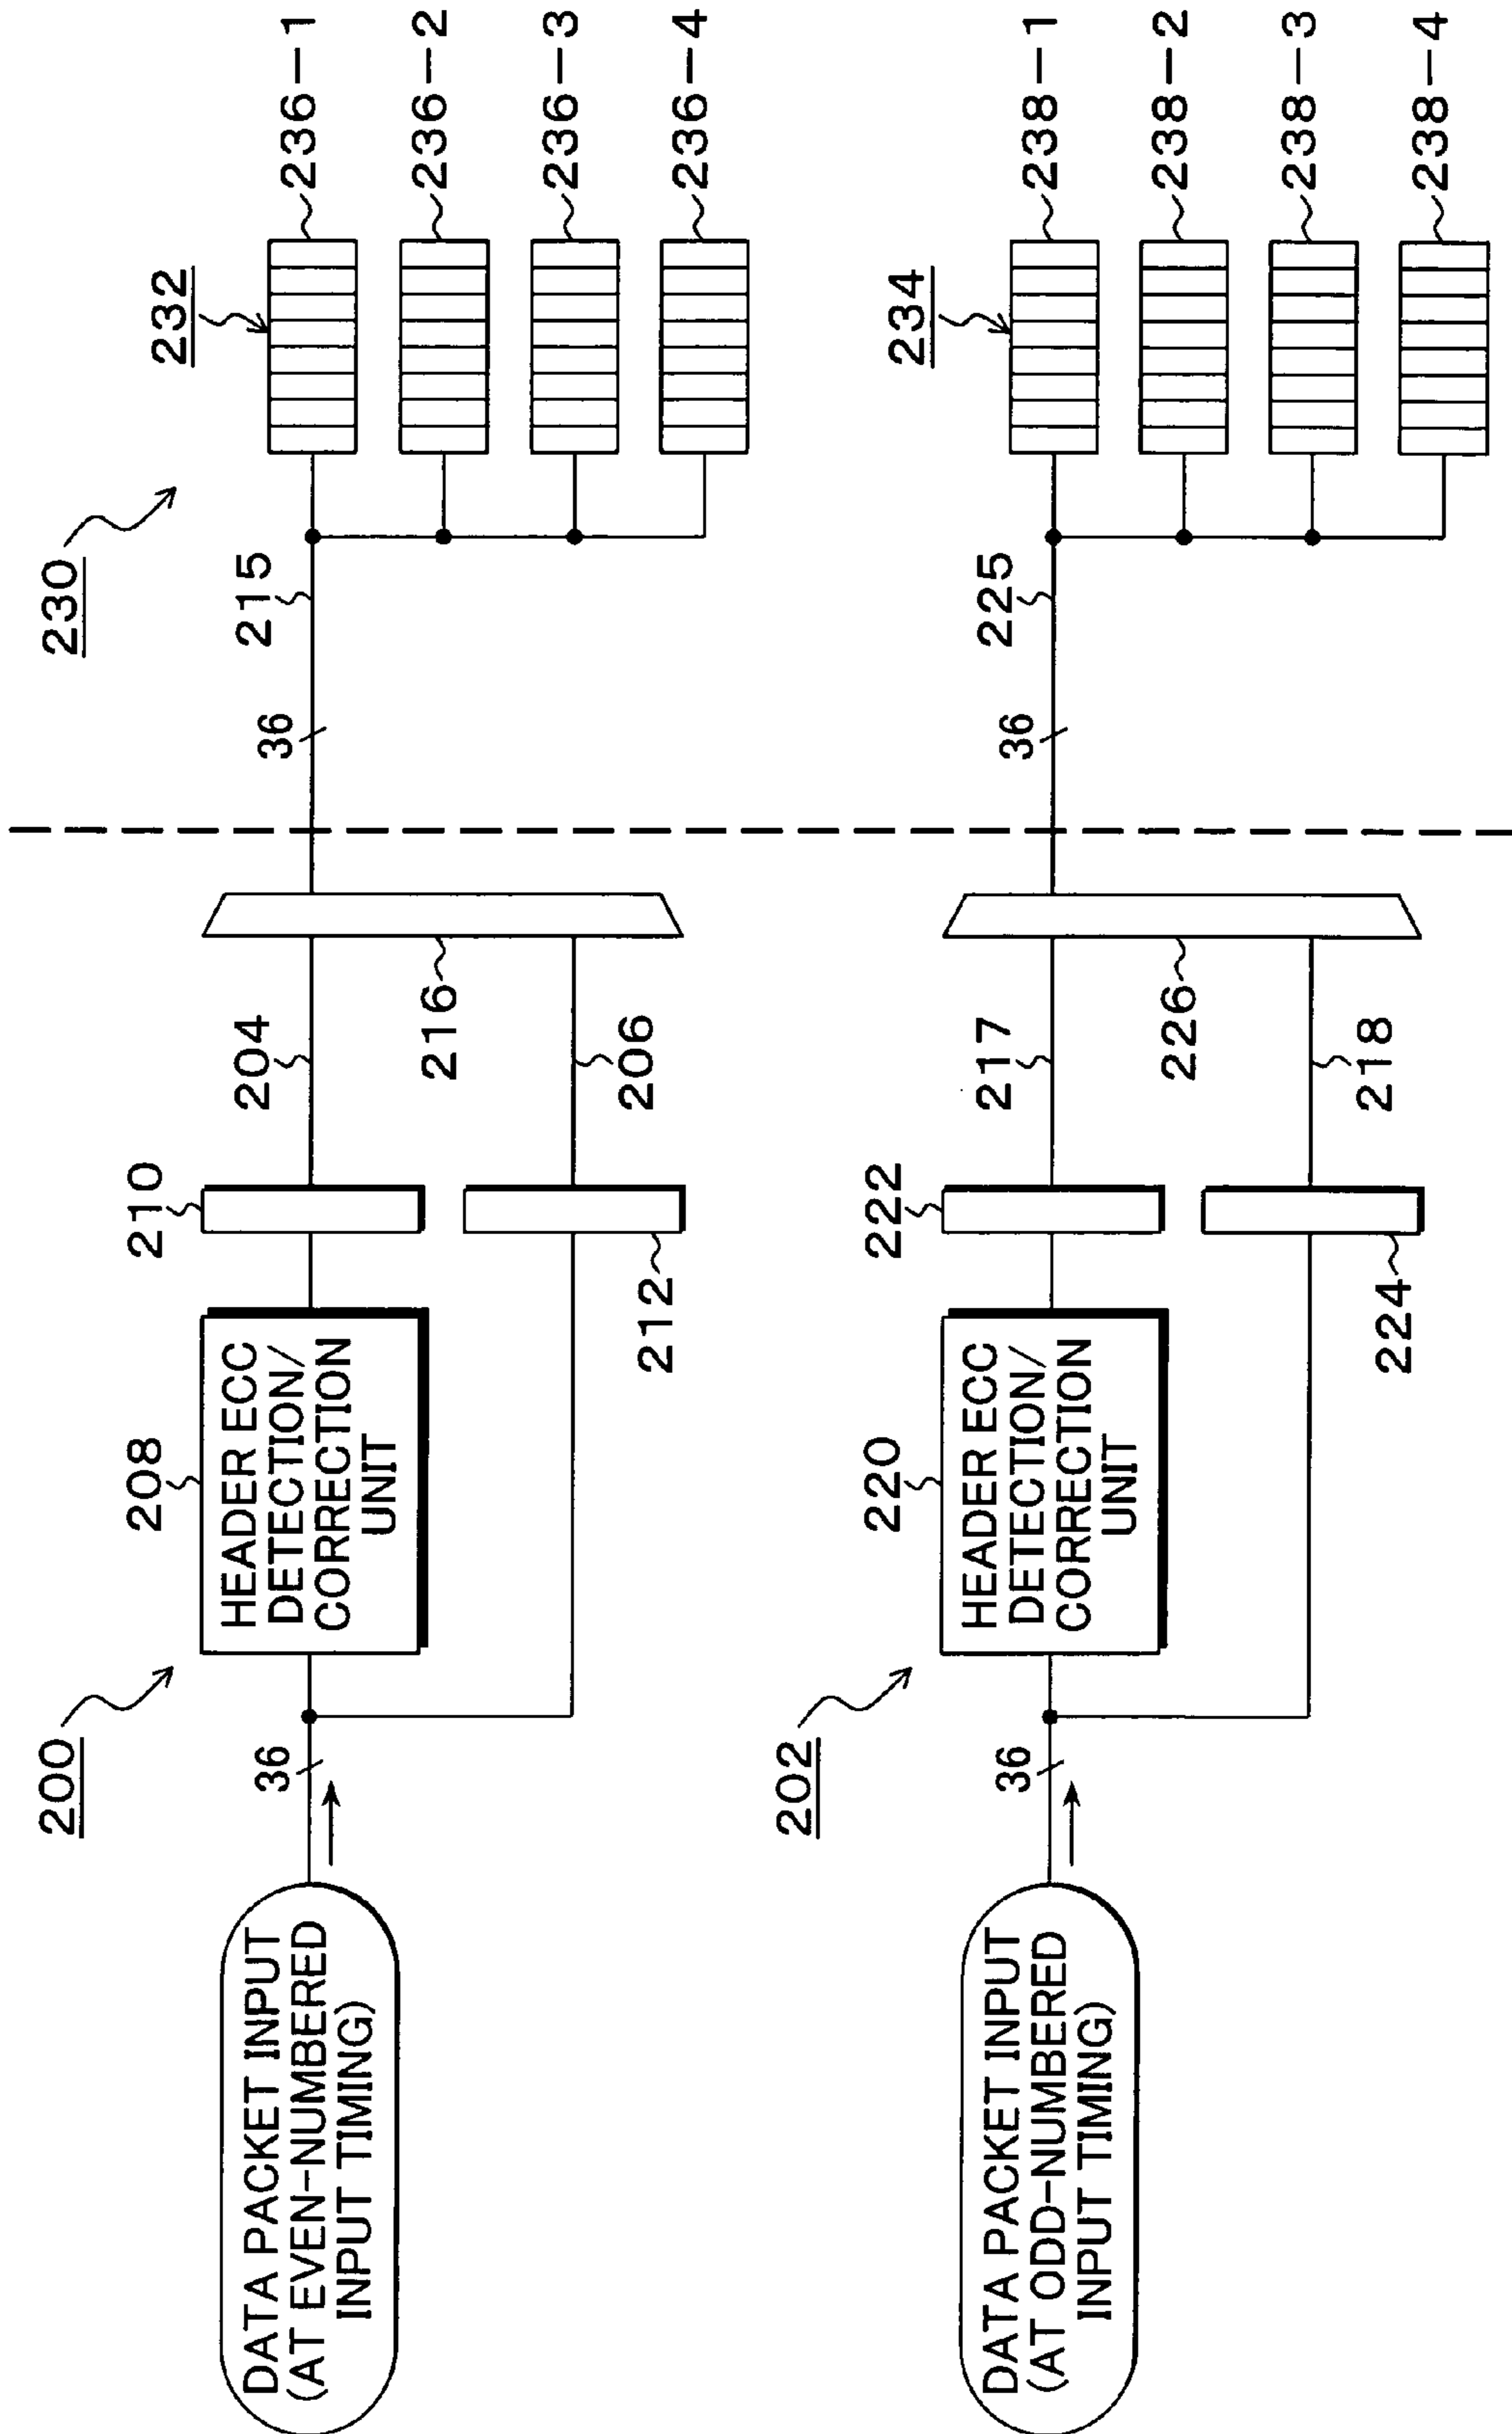 200
DATA PACKET INPUT
(AT EVEN-NUMBERED
INPUT TIMING)
36
208
HEADER ECC
DETECTION/
CORRECTION
UNIT
210
212
204
206
216
36
215
230
232
236-1
236-2
236-3
236-4
202
DATA PACKET INPUT
(AT ODD-NUMBERED
INPUT TIMING)
36
220
HEADER ECC
DETECTION/
CORRECTION
UNIT
222
224
217
218
226
36
225
234
238-1
238-2
238-3
238-4